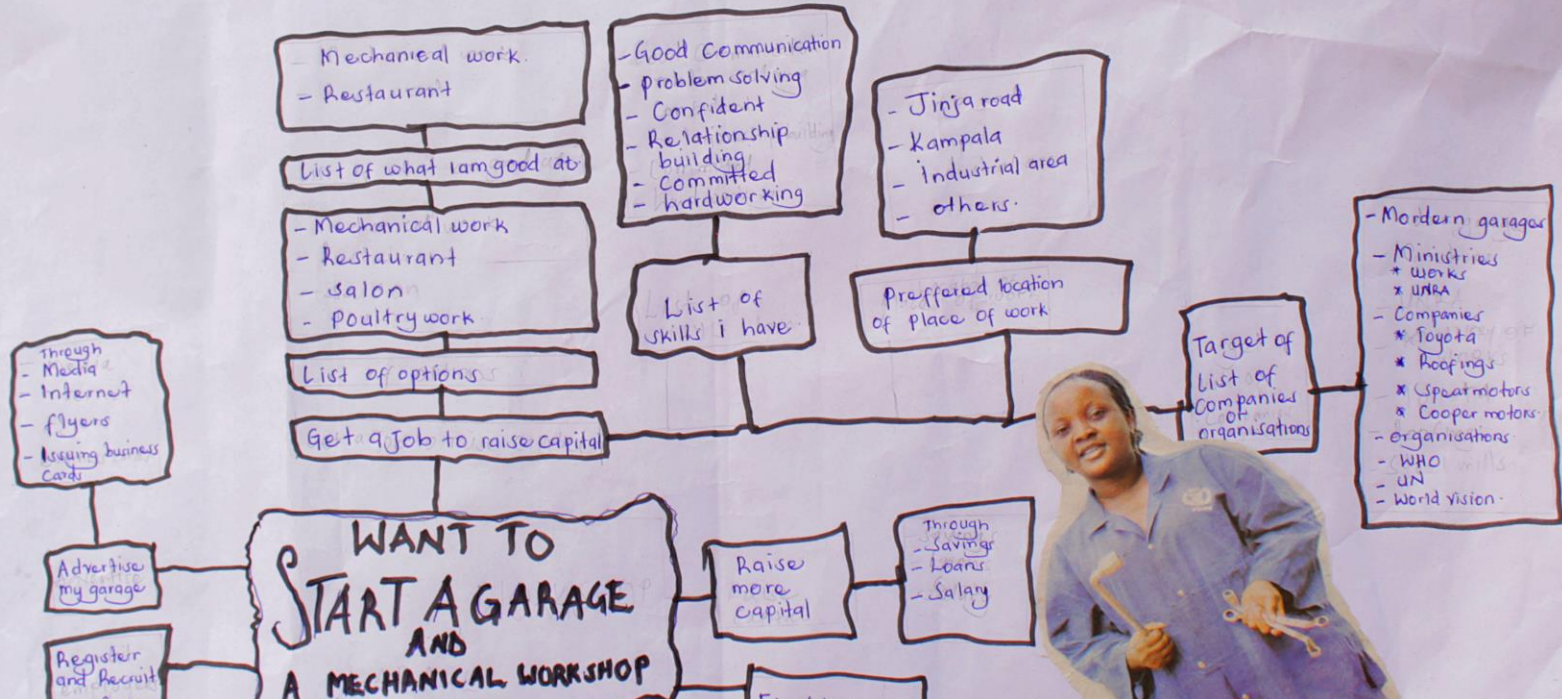 - Mechanical work.
- Restaurant
List of what I am good at
- Mechanical work
- Restaurant
- Salon
- Poultry work.
List of options
Get a Job to raise capital
- Good Communication
- problem solving
- Confident
- Relationship
building
- Committed
- hardworking
List of
skills i have
- Jinja road
- Kampala
- industrial area
- others.
Preffered location
of place of work
Target of
List of
companies
or
organisations
- Mordern garages
- Ministries
* works
* UNRA
- Companies
* Toyota
* Roofings
* Spearmotors
* Cooper motors.
- organisations
- WHO
- UN
- World vision.
Through
- Media
- Internet
- flyers
- Issuing business
Cards
Advertise
my garage
Register
and Recruit
WANT TO
START A GARAGE
AND
A MECHANICAL WORKSHOP
Raise
more
capital
Through
- Savings
- Loans
- Salary